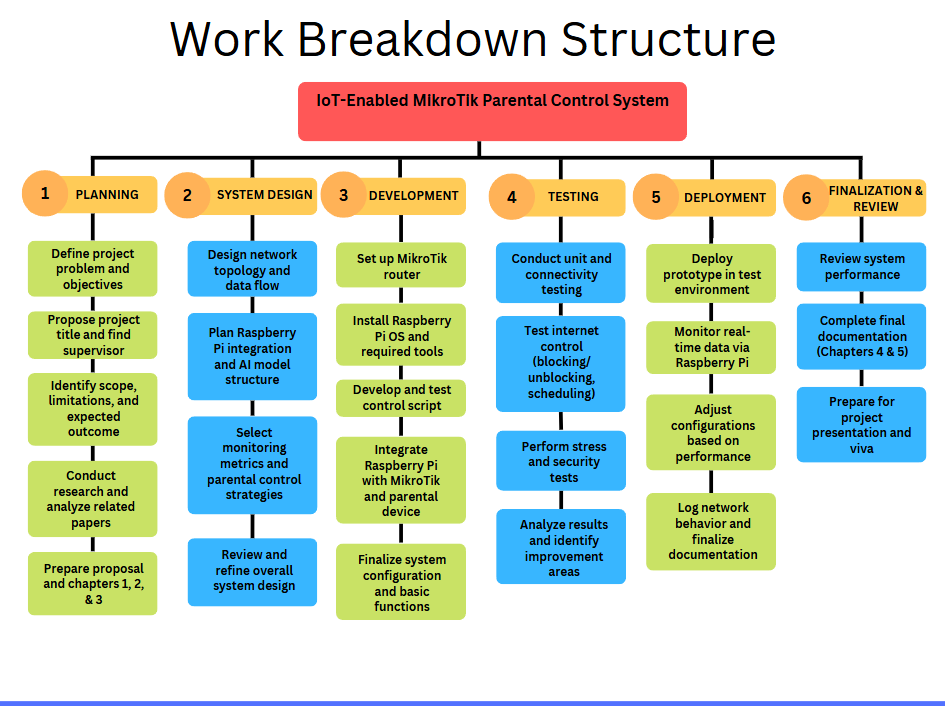 Work Breakdown Structure
IoT-Enabled MIkroTik Parental Control System
1
PLANNING
Define project
problem and
objectives
Propose project
title and find
supervisor
Identify scope,
limitations, and
expected
outcome
Conduct
research and
analyze related
papers
Prepare proposal
and chapters 1, 2,
& 3
2
SYSTEM DESIGN
Design network
topology and
data flow
Plan Raspberry
Pi integration
and AI model
structure
Select
monitoring
metrics and
parental control
strategies
Review and
refine overall
system design
3
DEVELOPMENT
Set up MikroTik
router
Install Raspberry
Pi OS and
required tools
Develop and test
control script
Integrate
Raspberry Pi
with MikroTik
and parental
device
Finalize system
configuration
and basic
functions
4
TESTING
Conduct unit and
connectivity
testing
Test internet
control
(blocking/
unblocking,
scheduling)
Perform stress
and security
tests
Analyze results
and identify
improvement
areas
5
DEPLOYMENT
Deploy
prototype in test
environment
Monitor real-
time data via
Raspberry Pi
Adjust
configurations
based on
performance
Log network
behavior and
finalize
documentation
6
FINALIZATION &
REVIEW
Review system
performance
Complete final
documentation
(Chapters 4 & 5)
Prepare for
project
presentation and
viva